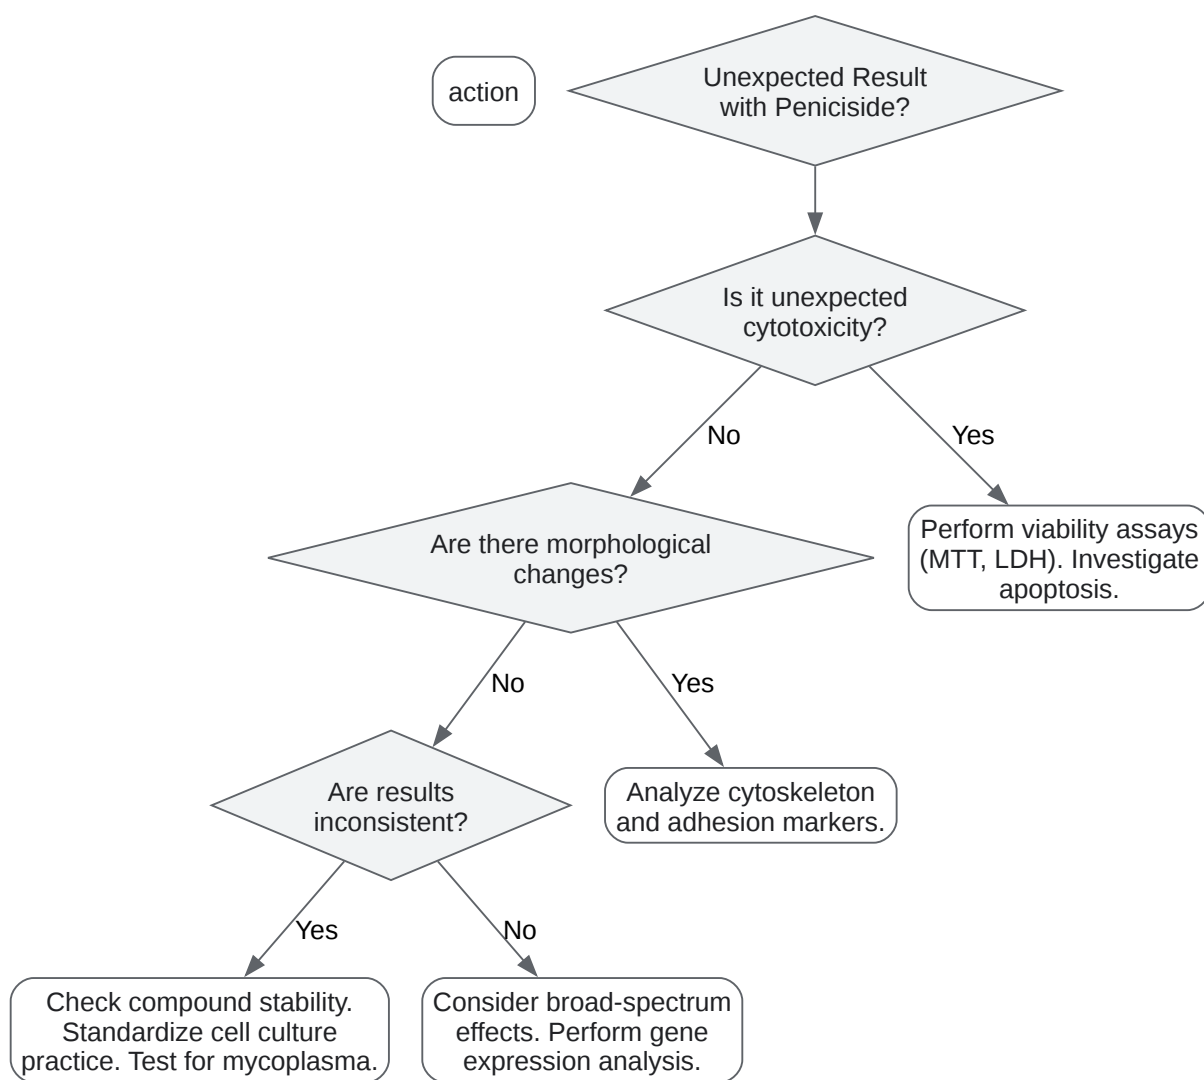 action
Unexpected Result
with Peniciside?
Is it unexpected
cytotoxicity?
No
Yes
Are there morphological
changes?
Perform viability assays
(MTT, LDH). Investigate
apoptosis.
No
Yes
Are results
inconsistent?
Analyze cytoskeleton
and adhesion markers.
Yes
No
Check compound stability.
Standardize cell culture
practice. Test for mycoplasma.
Consider broad-spectrum
effects. Perform gene
expression analysis.